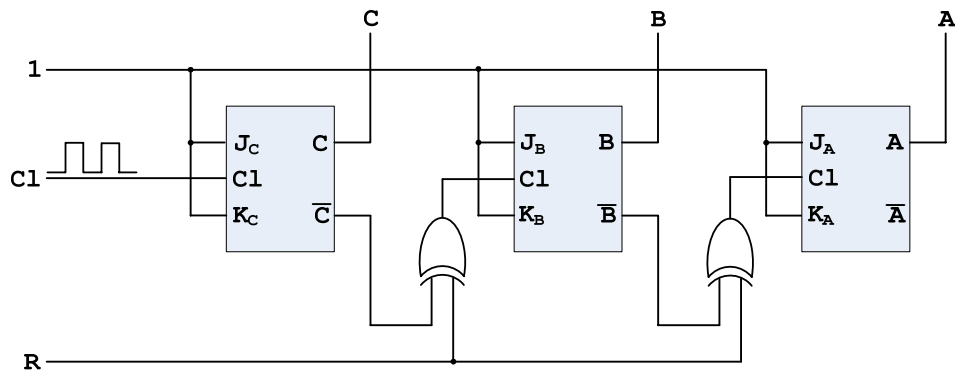 C B A
1
J_C C J_B B J_A A
Cl Cl Cl Cl
K_C C̅ K_B B̅ K_A A̅
R